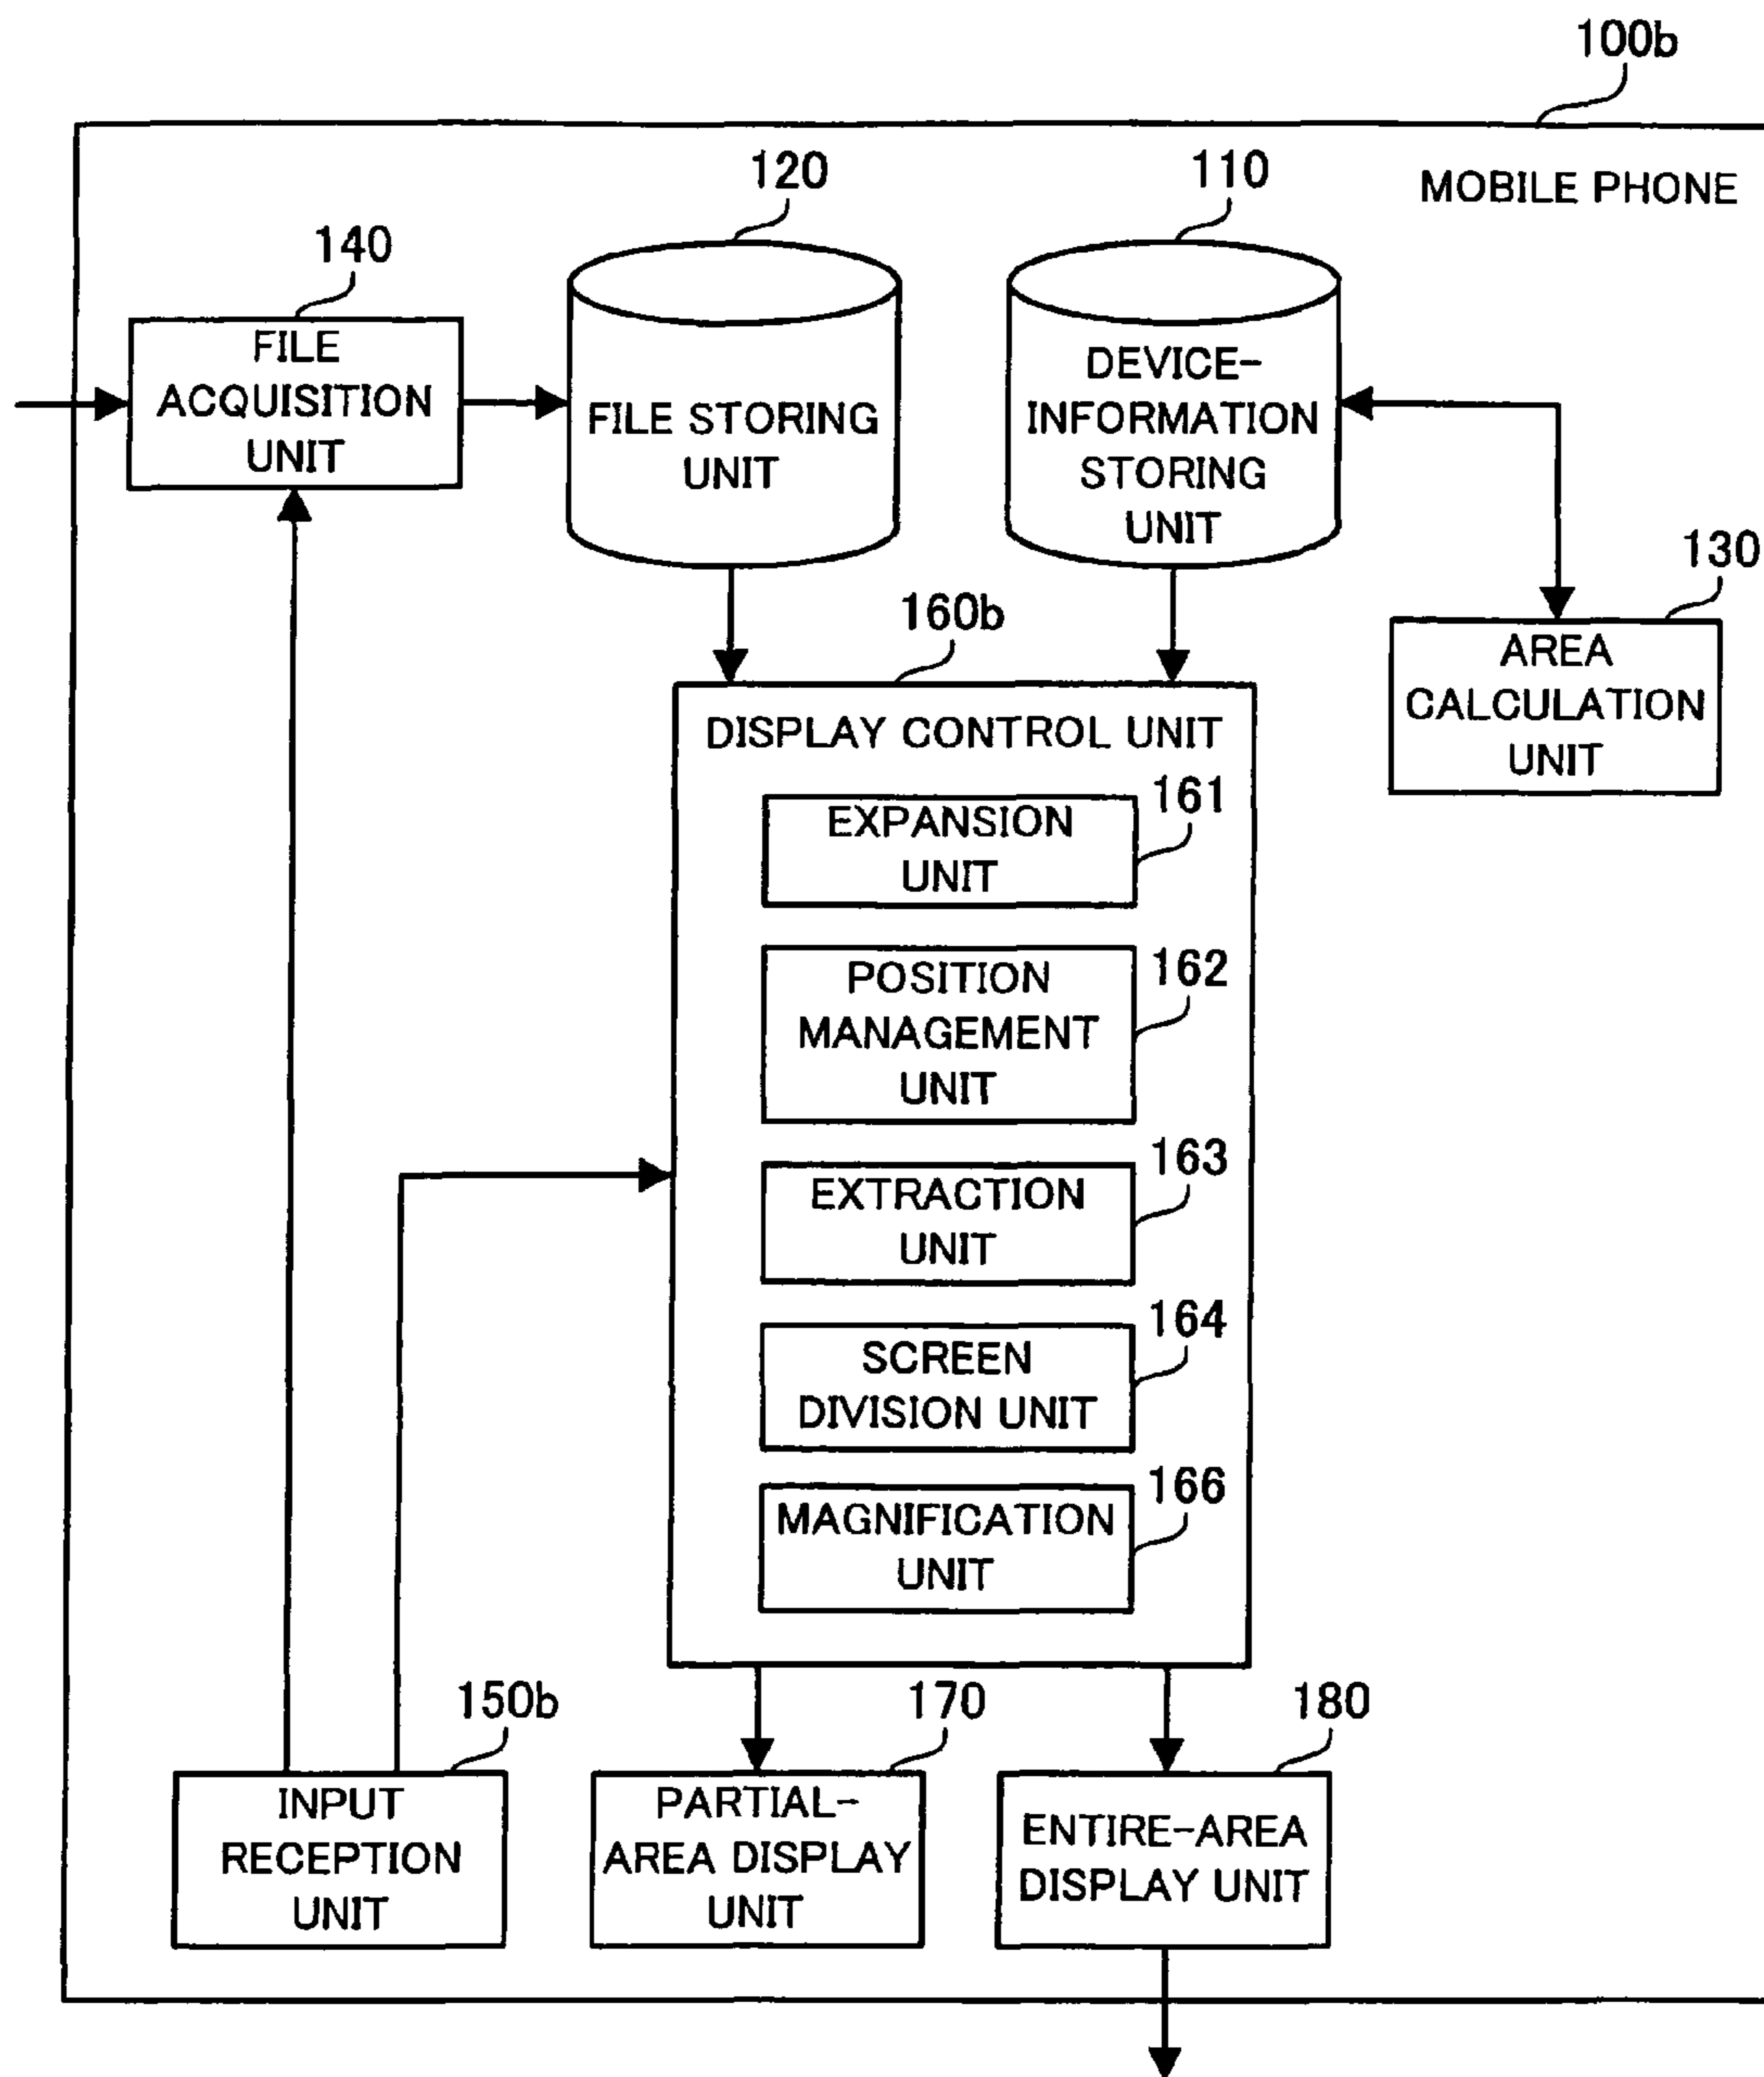 100b
MOBILE PHONE
120
110
140
FILE
ACQUISITION
UNIT
FILE STORING
UNIT
DEVICE-
INFORMATION
STORING
UNIT
130
AREA
CALCULATION
UNIT
160b
DISPLAY CONTROL UNIT
161
EXPANSION
UNIT
162
POSITION
MANAGEMENT
UNIT
163
EXTRACTION
UNIT
164
SCREEN
DIVISION UNIT
166
MAGNIFICATION
UNIT
150b
INPUT
RECEPTION
UNIT
170
PARTIAL-
AREA DISPLAY
UNIT
180
ENTIRE-AREA
DISPLAY UNIT